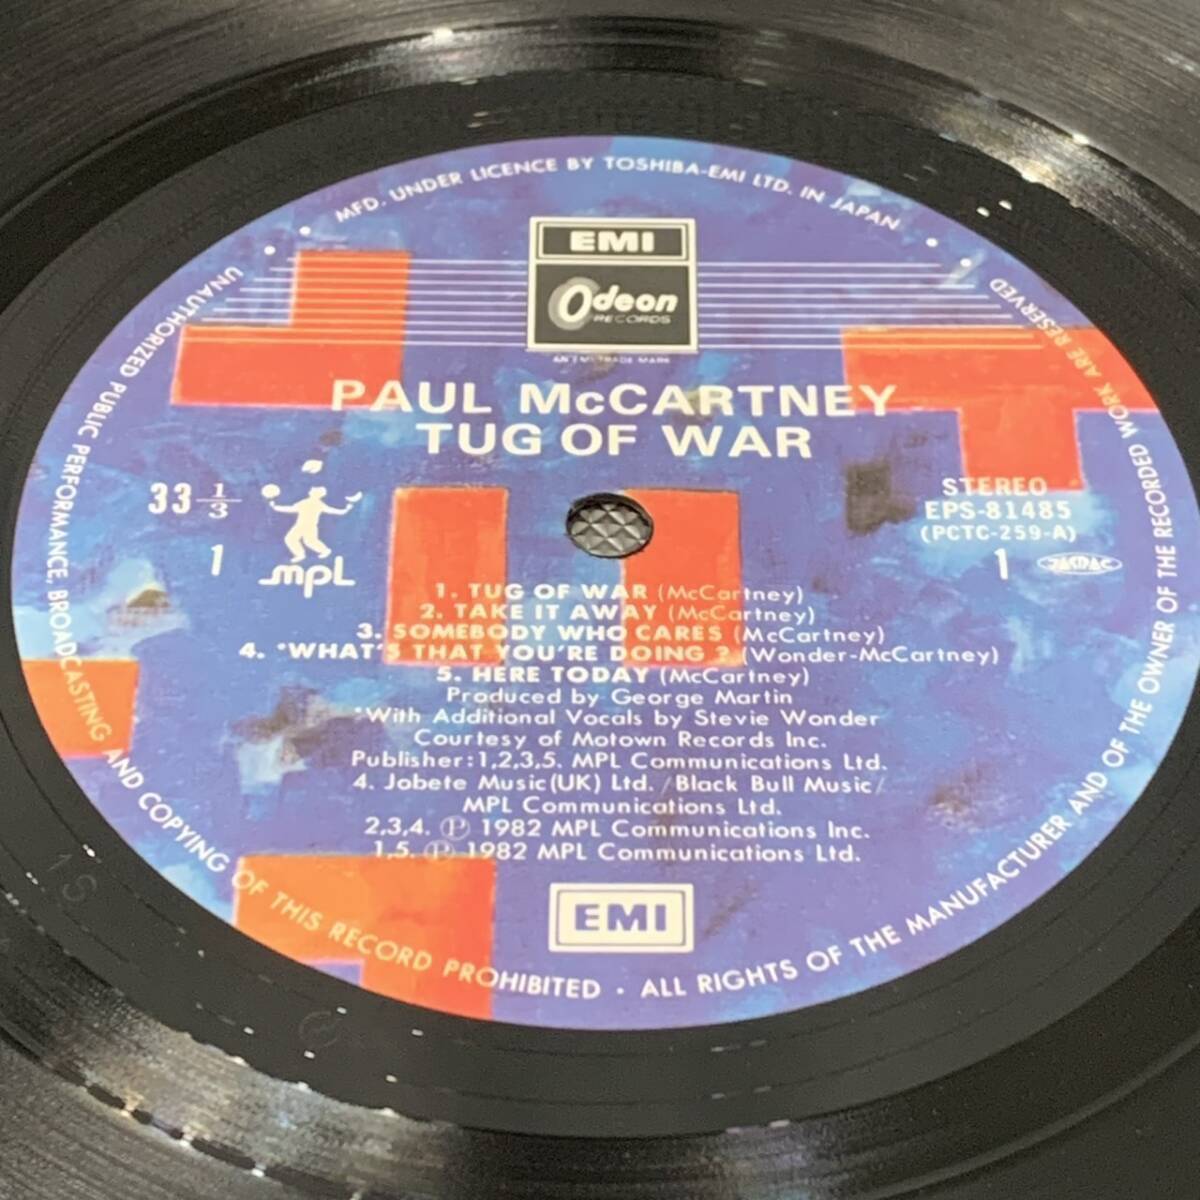 MFD. UNDER LICENCE BY TOSHIBA-EMI LTD. IN JAPAN
EMI
Odeon
RECORDS
AN EMI TRADE MARK
PAUL McCARTNEY
TUG OF WAR
33 1/3
1
mpL
STEREO
EPS-81485
(PCTC-259-A)
1
1. TUG OF WAR (McCartney)
2. TAKE IT AWAY (McCartney)
3. SOMEBODY WHO CARES (McCartney)
4. *WHAT'S THAT YOU'RE DOING ? (Wonder-McCartney)
5. HERE TODAY (McCartney)
Produced by George Martin
*With Additional Vocals by Stevie Wonder
Courtesy of Motown Records Inc.
Publisher:1,2,3,5. MPL Communications Ltd.
4. Jobete Music(UK) Ltd. /Black Bull Music/
MPL Communications Ltd.
2,3,4. Ⓟ 1982 MPL Communications Inc.
1,5. Ⓟ 1982 MPL Communications Ltd.
EMI
UNAUTHORIZED PUBLIC PERFORMANCE, BROADCASTING AND COPYING OF THIS RECORD PROHIBITED · ALL RIGHTS OF THE MANUFACTURER AND OF THE OWNER OF THE RECORDED WORK ARE RESERVED